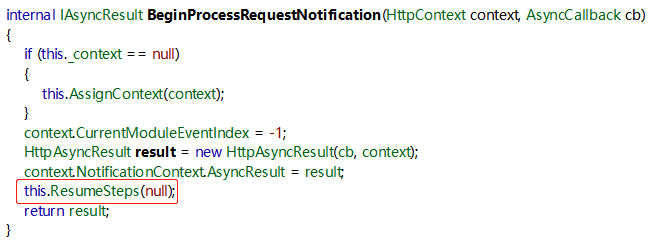 internal IAsyncResult BeginProcessRequestNotification(HttpContext context, AsyncCallback cb)
{
if (this._context == null)
{
this.AssignContext(context);
}
context.CurrentModuleEventIndex = -1;
HttpAsyncResult result = new HttpAsyncResult(cb, context);
context.NotificationContext.AsyncResult = result;
this.ResumeSteps(null);
return result;
}